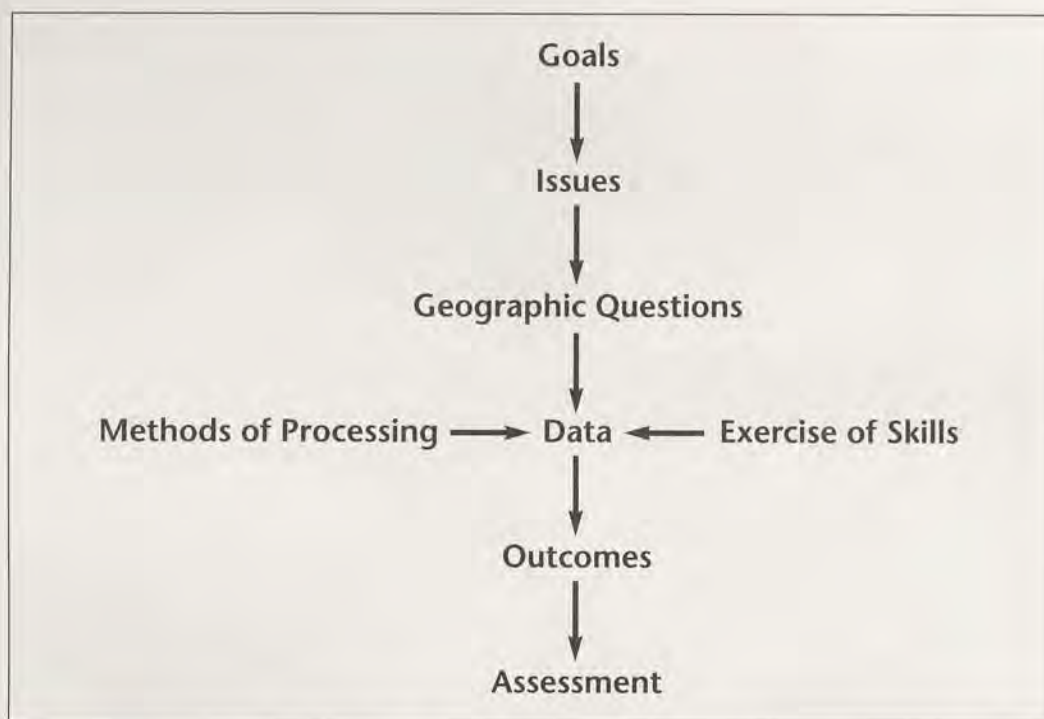 Goals
Issues
Geographic Questions
Methods of Processing Data Exercise of Skills
Outcomes
Assessment